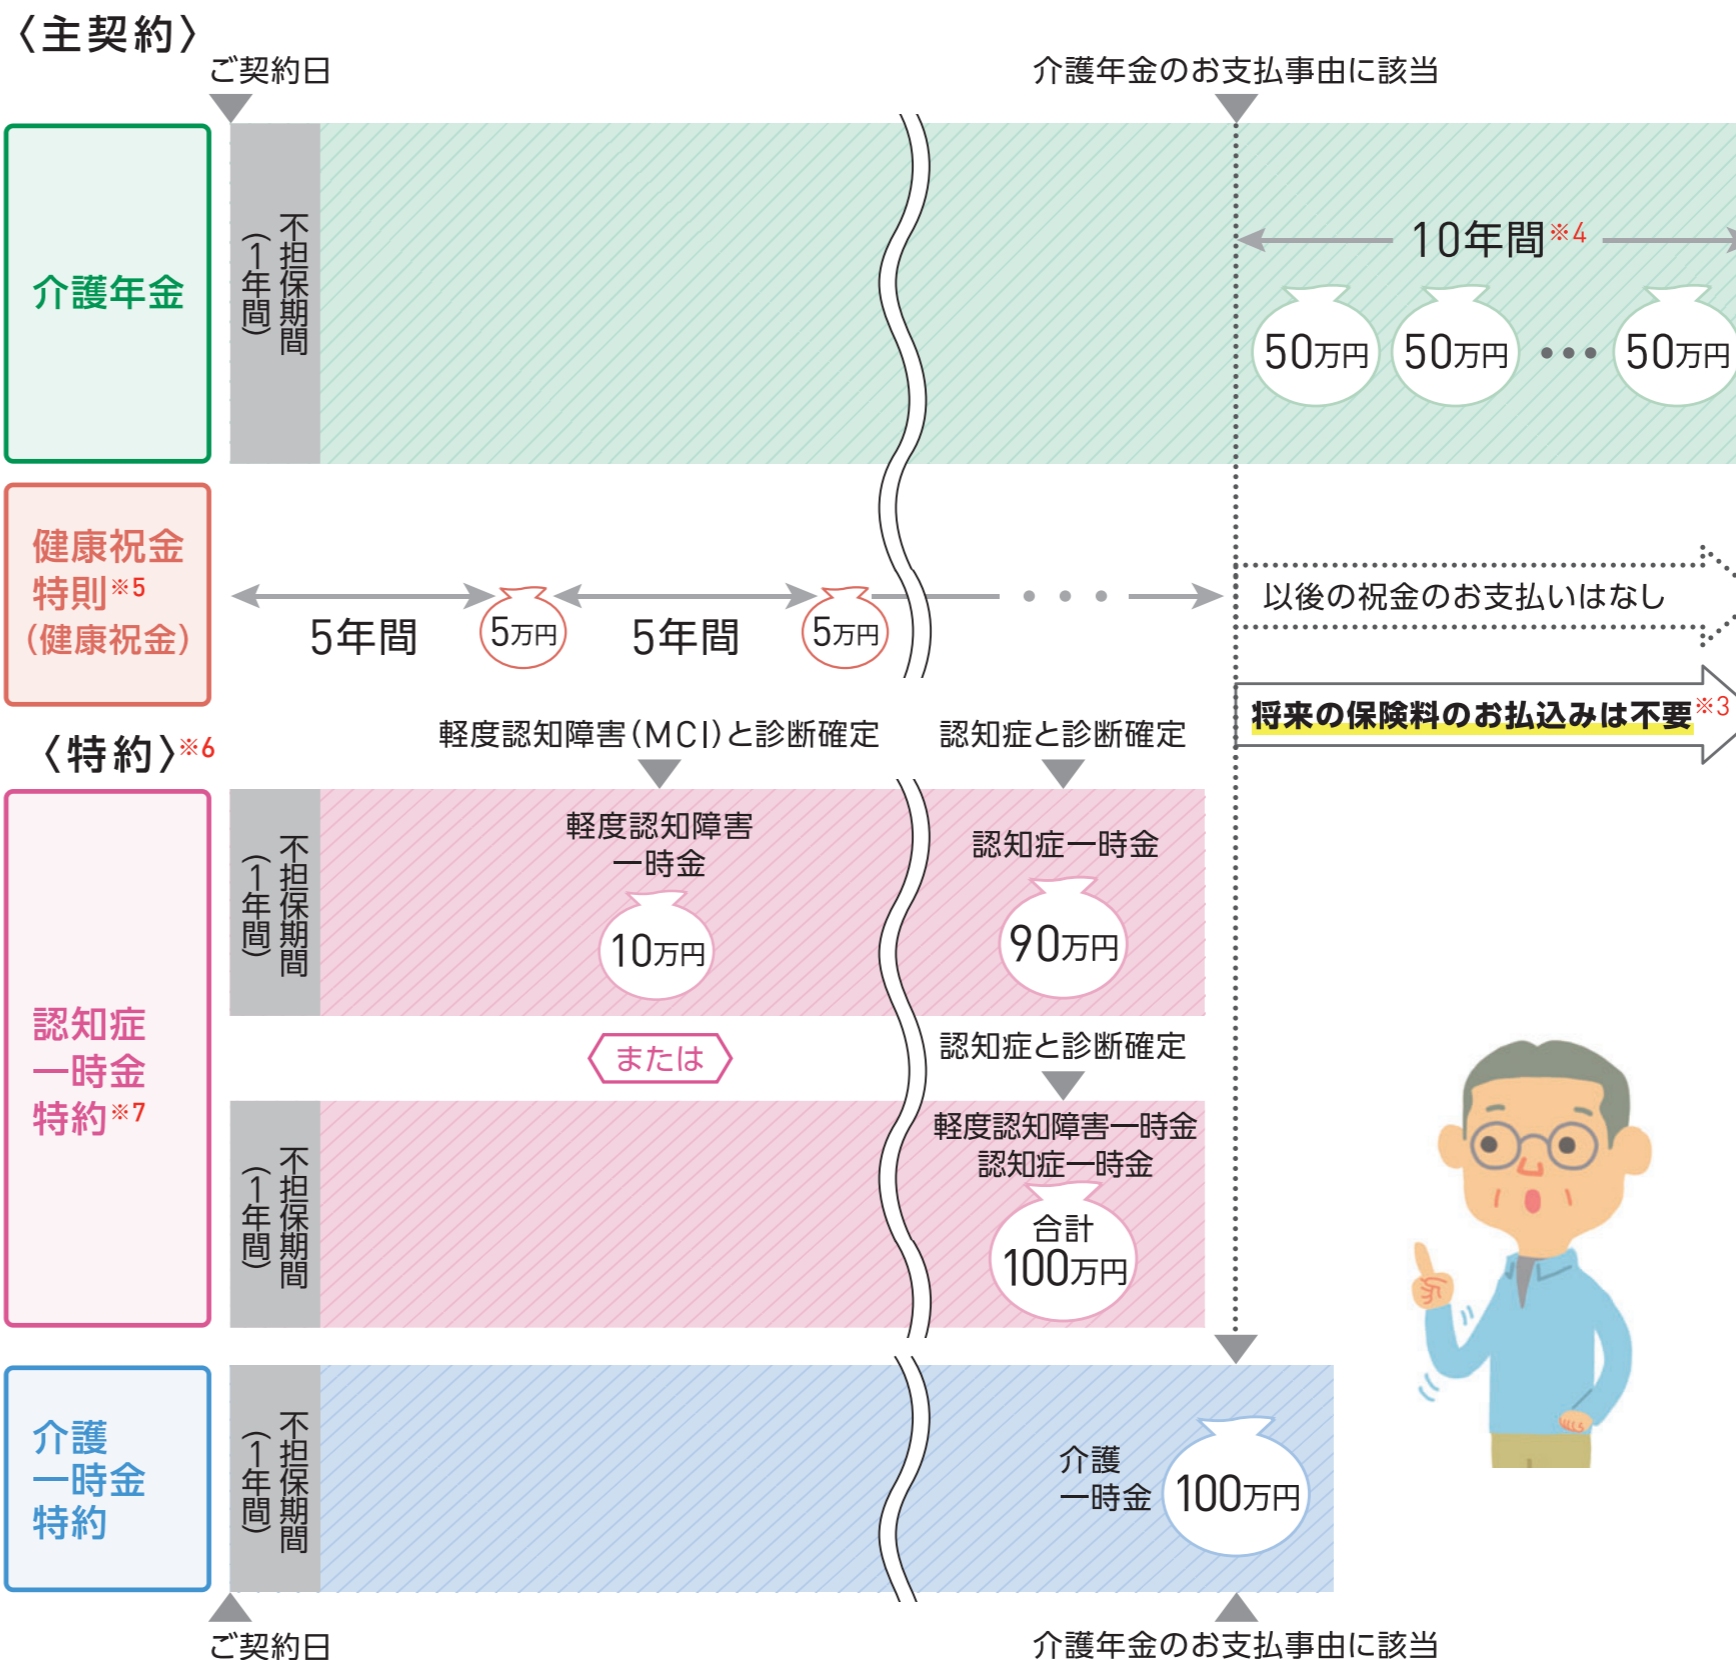 〈主契約〉
ご契約日
介護年金のお支払事由に該当
介護年金
不担保期間
(1年間)
10年間※4
50万円
50万円
・・・
50万円
健康祝金
特則※5
(健康祝金)
5年間
5万円
5年間
5万円
・・・
以後の祝金のお支払いはなし
将来の保険料のお払込みは不要※3
〈特約〉※6
軽度認知障害(MCI)と診断確定
認知症と診断確定
認知症
一時金
特約※7
不担保期間
(1年間)
軽度認知障害
一時金
10万円
認知症一時金
90万円
または
認知症と診断確定
不担保期間
(1年間)
軽度認知障害一時金
認知症一時金
合計
100万円
介護
一時金
特約
不担保期間
(1年間)
介護
一時金
100万円
ご契約日
介護年金のお支払事由に該当